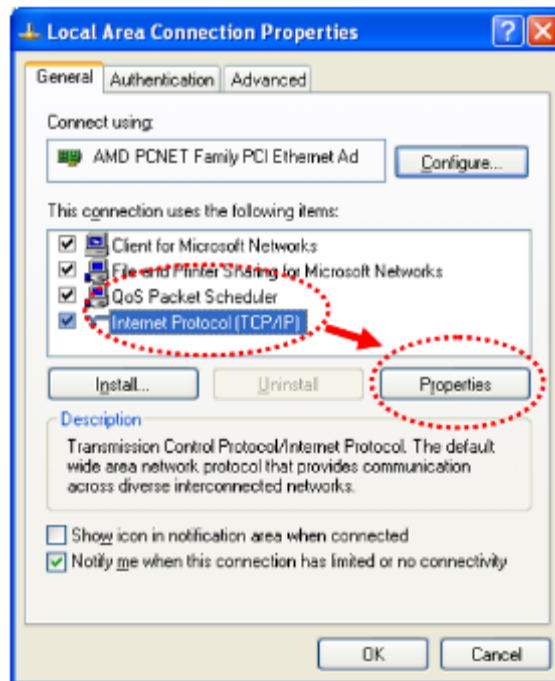 Local Area Connection Properties
General Authentication Advanced
Connect using:
AMD PCNET Family PCI Ethernet Ad
Configure...
This connection uses the following items:
Client for Microsoft Networks
File and Printer Sharing for Microsoft Networks
QoS Packet Scheduler
Internet Protocol (TCP/IP)
Install... Uninstall Properties
Description
Transmission Control Protocol/Internet Protocol. The default
wide area network protocol that provides communication
across diverse interconnected networks.
Show icon in notification area when connected
Notify me when this connection has limited or no connectivity
OK Cancel